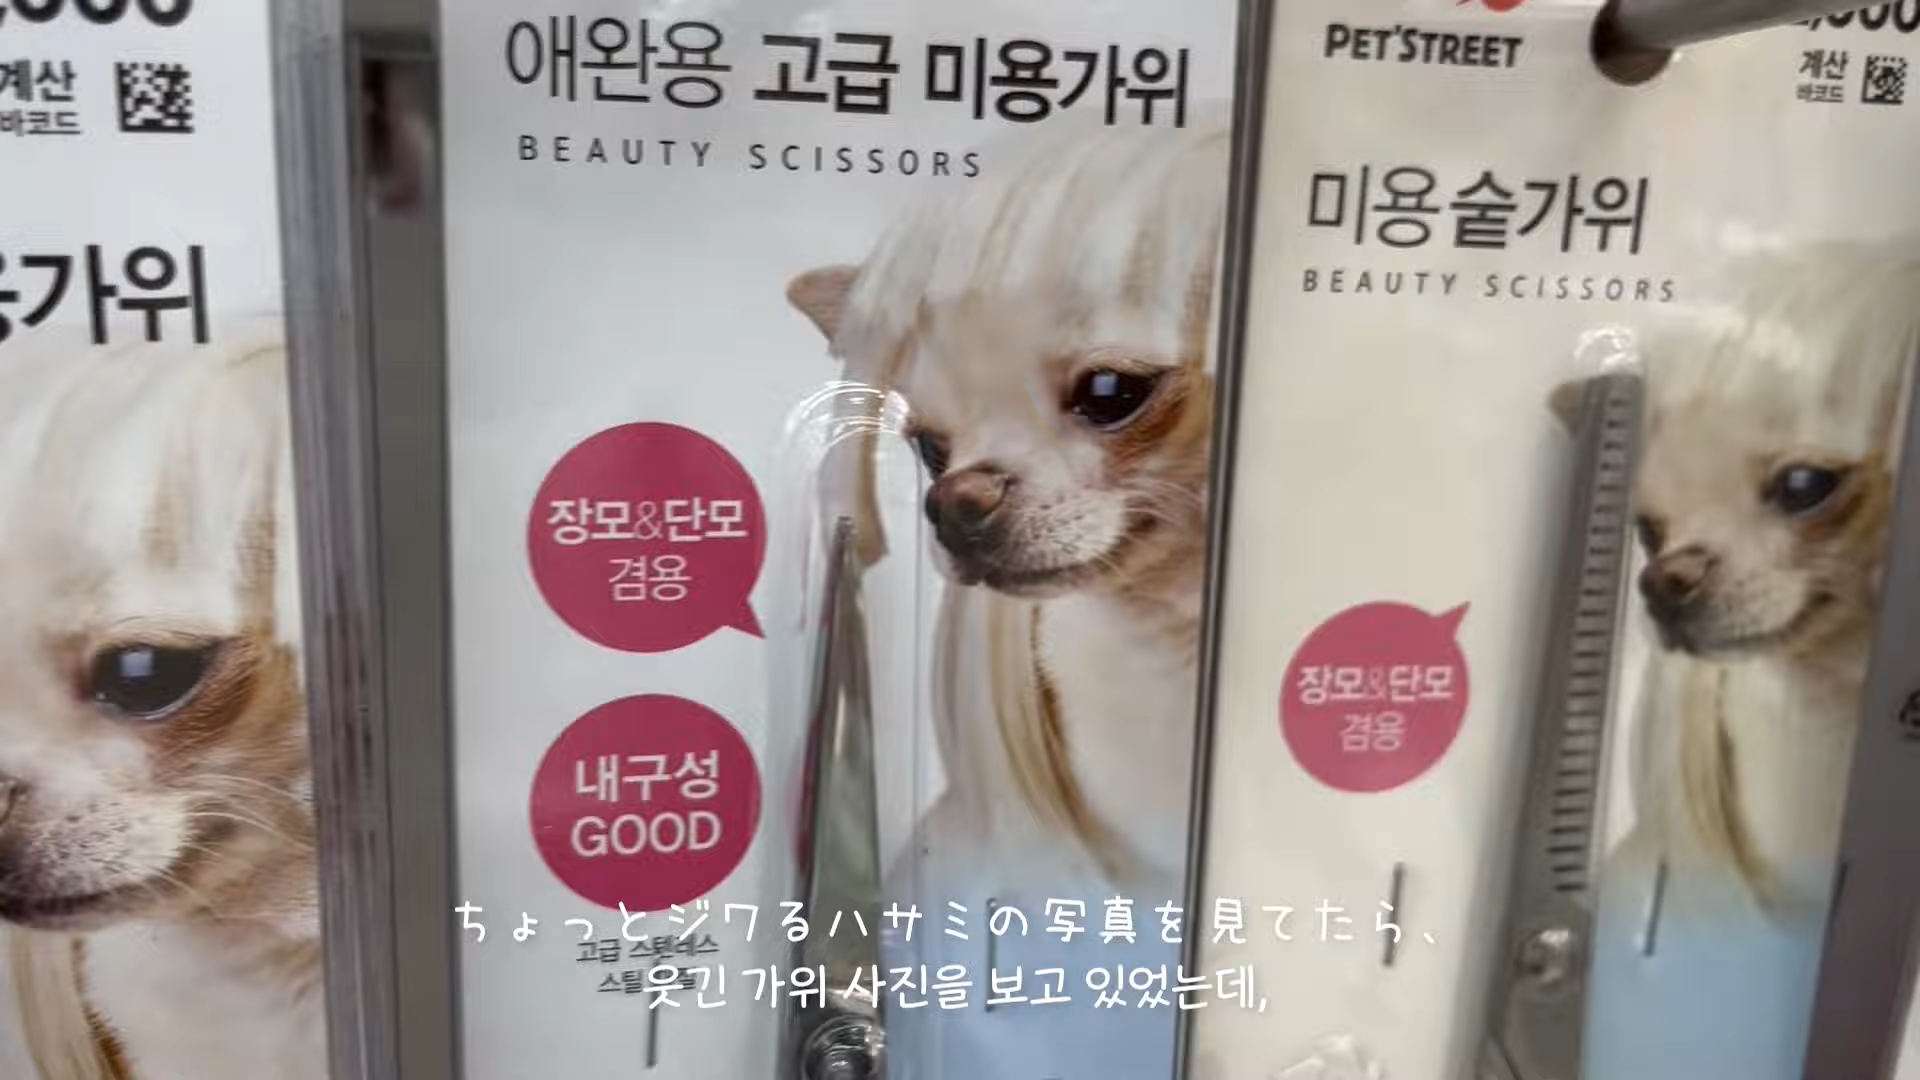 계산
바코드
용가위
애완용 고급 미용가위
BEAUTY SCISSORS
장모&단모
겸용
내구성
GOOD
고급 스텐레스
스틸
PET'STREET
계산
바코드
미용 숱가위
BEAUTY SCISSORS
장모&단모
겸용
ちょっとジワるハサミの写真を見てたら、
웃긴 가위 사진을 보고 있었는데,